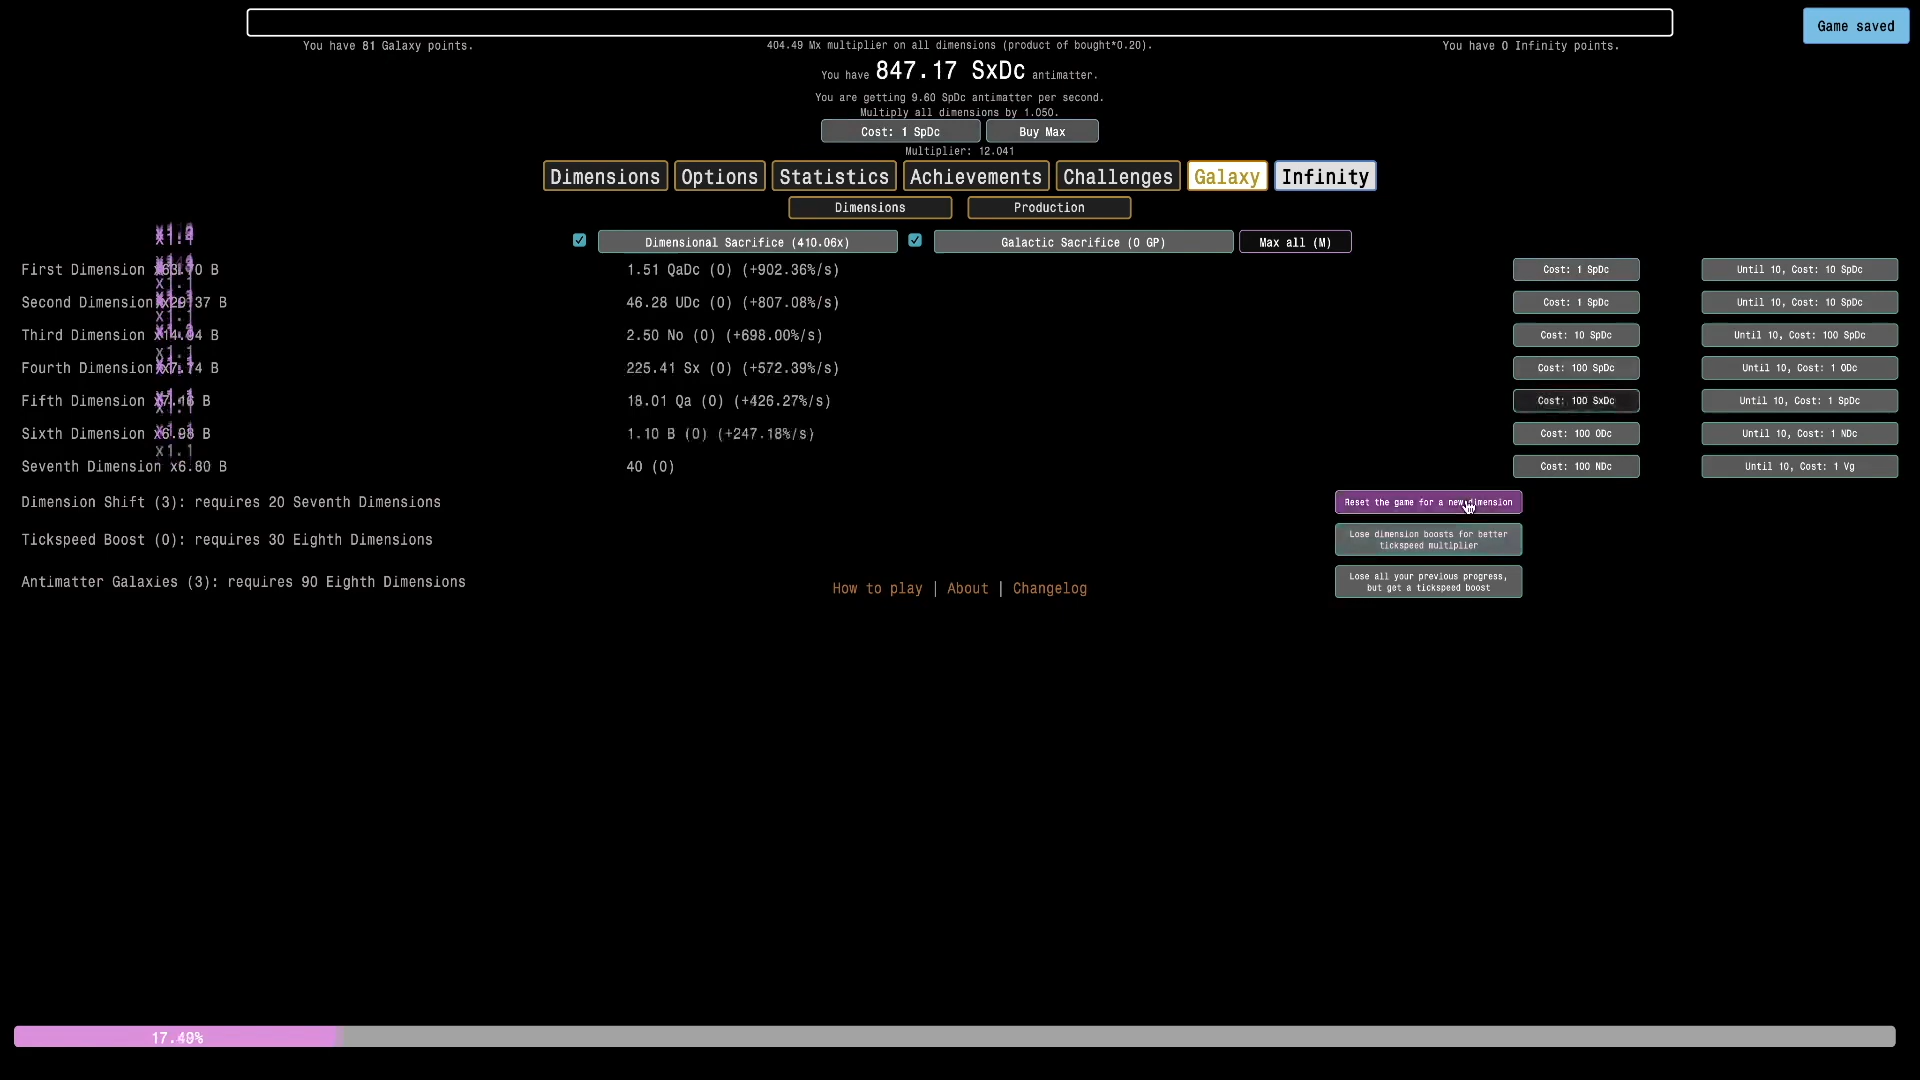 Game saved
You have 81 Galaxy points.
404.49 Mx multiplier on all dimensions (product of bought*0.20).
You have 0 Infinity points.
You have 847.17 SxDc antimatter.
You are getting 9.60 SpDc antimatter per second.
Multiply all dimensions by 1.050.
Cost: 1 SpDc Buy Max
Multiplier: 12.041
Dimensions Options Statistics Achievements Challenges Galaxy Infinity
Dimensions Production
Dimensional Sacrifice (410.06x) Galactic Sacrifice (0 GP) Max all (M)
First Dimension B 1.51 QaDc (0) (+902.36%/s) Cost: 1 SpDc Until 10, Cost: 10 SpDc
x1.1
Second Dimension B 46.28 UDc (0) (+807.08%/s) Cost: 1 SpDc Until 10, Cost: 10 SpDc
x1.1
Third Dimension B 2.50 No (0) (+698.00%/s) Cost: 10 SpDc Until 10, Cost: 100 SpDc
x1.1
Fourth Dimension B 225.41 Sx (0) (+572.39%/s) Cost: 100 SpDc Until 10, Cost: 1 ODc
Fifth Dimension B 18.01 Qa (0) (+426.27%/s) Cost: 100 SxDc Until 10, Cost: 1 SpDc
Sixth Dimension x6.98 B 1.10 B (0) (+247.18%/s) Cost: 100 ODc Until 10, Cost: 1 NDc
x1.1
Seventh Dimension x6.80 B 40 (0) Cost: 100 NDc Until 10, Cost: 1 Vg
Dimension Shift (3): requires 20 Seventh Dimensions Reset the game for a new dimension
Tickspeed Boost (0): requires 30 Eighth Dimensions Lose dimension boosts for better
tickspeed multiplier
Antimatter Galaxies (3): requires 90 Eighth Dimensions Lose all your previous progress,
but get a tickspeed boost
How to play | About | Changelog
17.49%